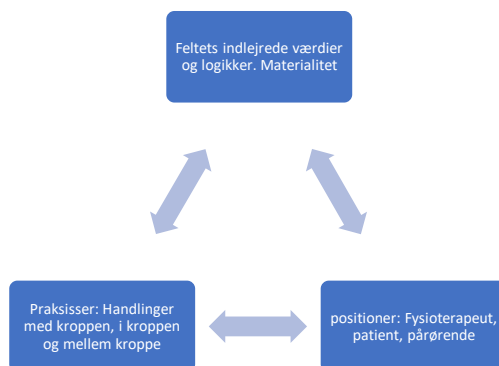 Feltets indlejrede værdier
og logikker. Materialitet
Praksisser: Handlinger
med kroppen, i kroppen
og mellem kroppe
positioner: Fysioterapeut,
patient, pårørende